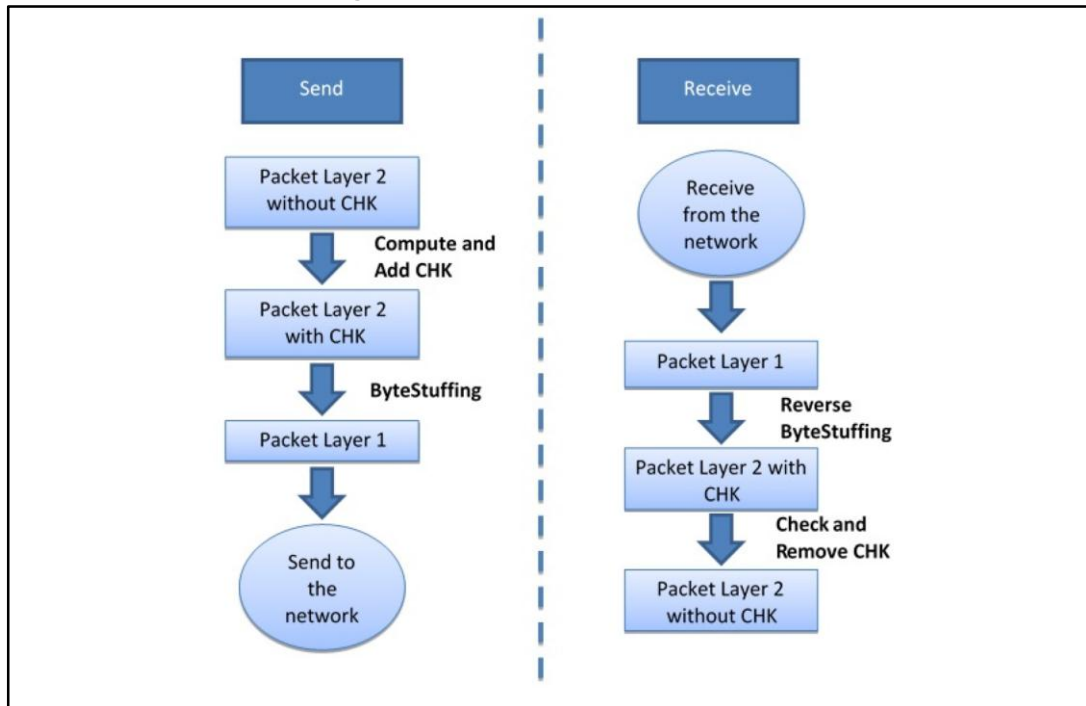 Send
Packet Layer 2
without CHK
Compute and
Add CHK
Packet Layer 2
with CHK
ByteStuffing
Packet Layer 1
Send to
the
network
Receive
Receive
from the
network
Packet Layer 1
Reverse
ByteStuffing
Packet Layer 2 with
CHK
Check and
Remove CHK
Packet Layer 2
without CHK